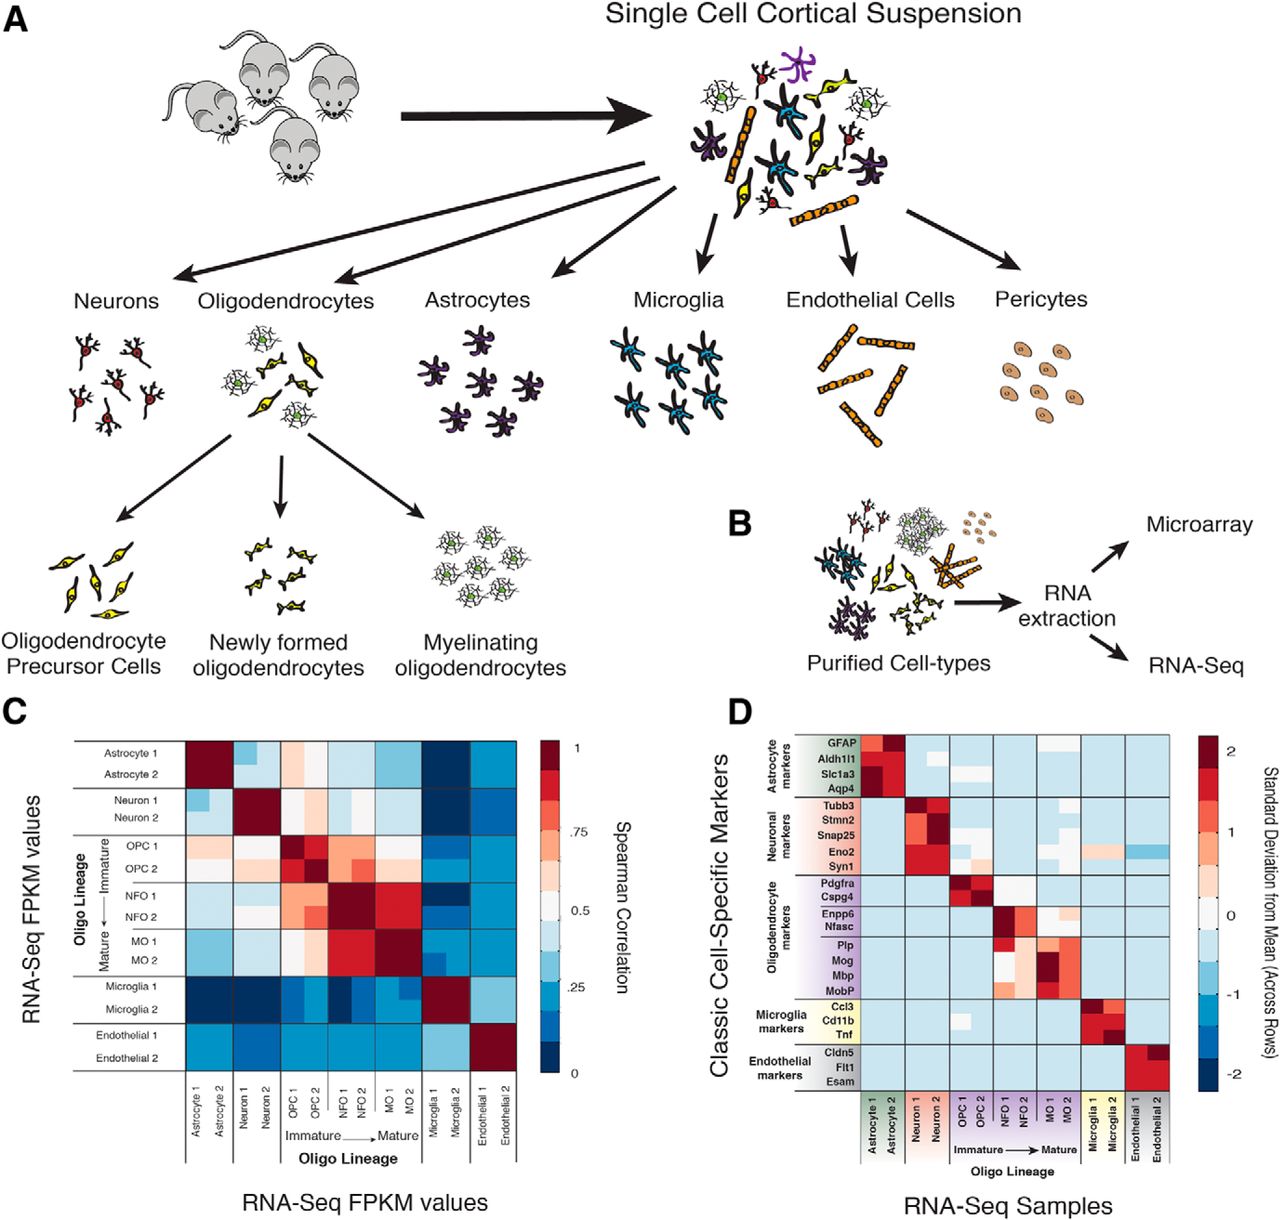 A
Single Cell Cortical Suspension
Neurons
Oligodendrocytes
Astrocytes
Microglia
Endothelial Cells
Pericytes
Oligodendrocyte
Precursor Cells
Newly formed
oligodendrocytes
Myelinating
oligodendrocytes
B
Purified Cell-types
RNA
extraction
Microarray
RNA-Seq
C
RNA-Seq FPKM values
Oligo Lineage
Mature
Immature
Astrocyte 1
Astrocyte 2
Neuron 1
Neuron 2
OPC 1
OPC 2
NFO 1
NFO 2
MO 1
MO 2
Microglia 1
Microglia 2
Endothelial 1
Endothelial 2
1
.75
0.5
.25
0
Spearman Correlation
Astrocyte 1
Astrocyte 2
Neuron 1
Neuron 2
OPC 1
OPC 2
NFO 1
NFO 2
MO 1
MO 2
Microglia 1
Microglia 2
Endothelial 1
Endothelial 2
Immature
Mature
Oligo Lineage
RNA-Seq FPKM values
D
Classic Cell-Specific Markers
Astrocyte
markers
GFAP
Aldh1l1
Slc1a3
Aqp4
Neuronal
markers
Tubb3
Stmn2
Snap25
Eno2
Syn1
Oligodendrocyte
markers
Pdgfra
Cspg4
Enpp6
Nfasc
Plp
Mog
Mbp
MobP
Microglia
markers
Ccl3
Cd11b
Tnf
Endothelial
markers
Cldn5
Flt1
Esam
2
1
0
-1
-2
Standard Deviation from Mean (Across Rows)
Astrocyte 1
Astrocyte 2
Neuron 1
Neuron 2
OPC 1
OPC 2
NFO 1
NFO 2
MO 1
MO 2
Microglia 1
Microglia 2
Endothelial 1
Endothelial 2
Immature
Mature
Oligo Lineage
RNA-Seq Samples